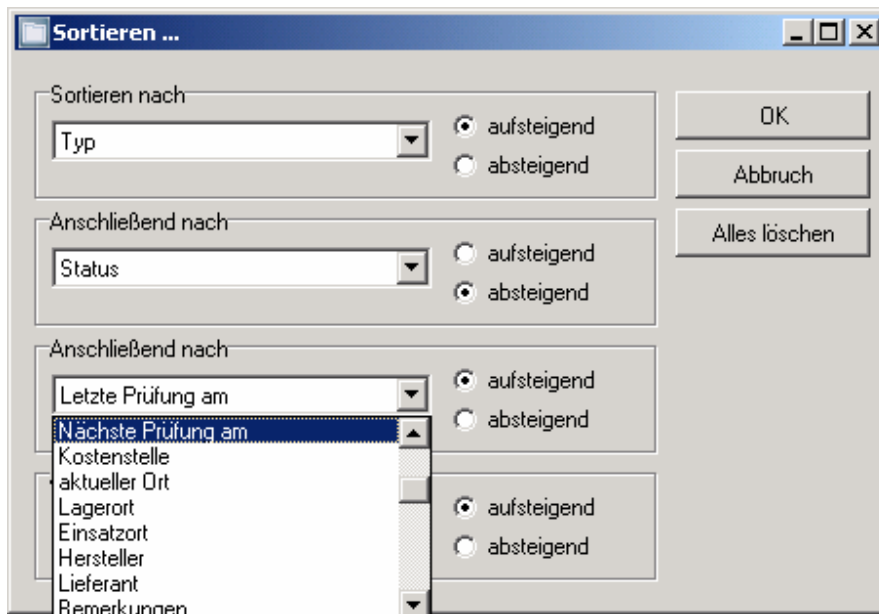 Sortieren ...
Sortieren nach
Typ
aufsteigend
absteigend
OK
Abbruch
Alles löschen
Anschließend nach
Status
aufsteigend
absteigend
Anschließend nach
Letzte Prüfung am
aufsteigend
absteigend
Nächste Prüfung am
Kostenstelle
aktueller Ort
Lagerort
Einsatzort
Hersteller
Lieferant
Bemerkungen
aufsteigend
absteigend